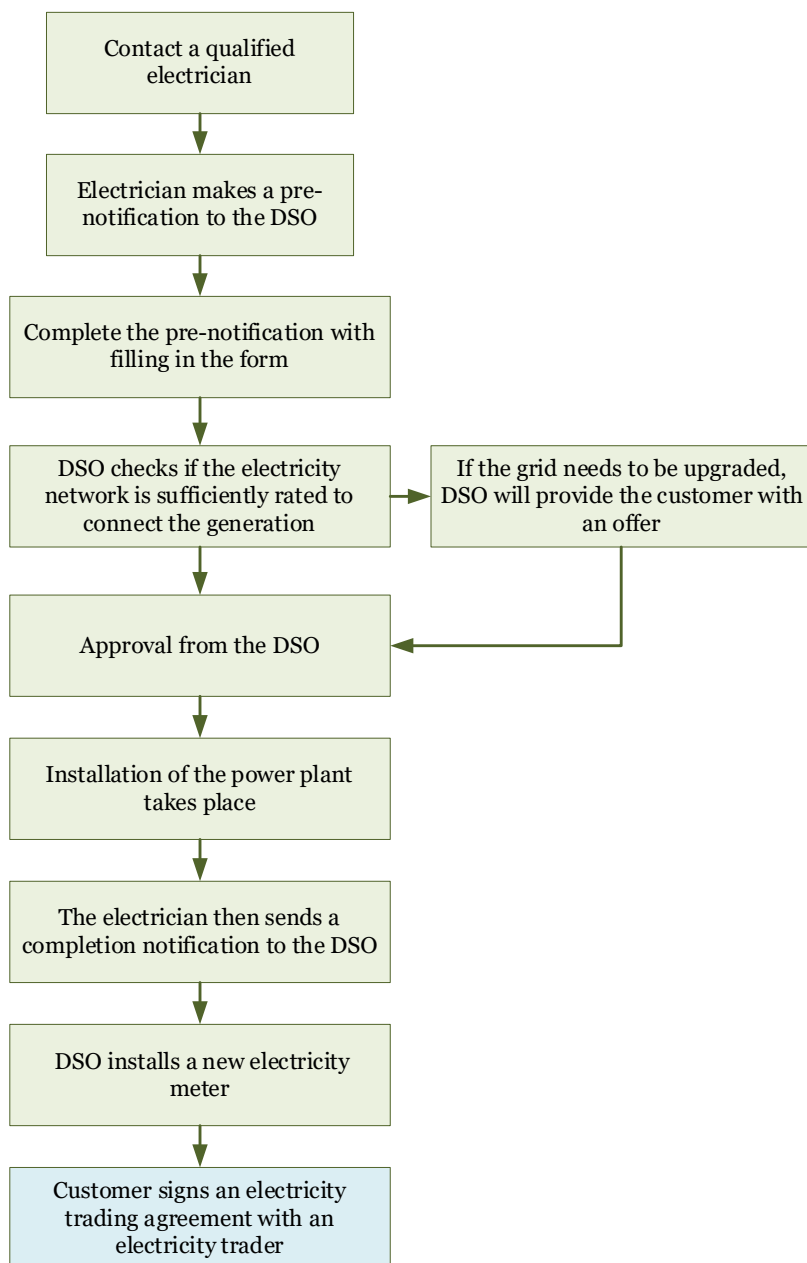 Contact a qualified
electrician
Electrician makes a pre-
notification to the DSO
Complete the pre-notification with
filling in the form
DSO checks if the electricity
network is sufficiently rated to
connect the generation
If the grid needs to be upgraded,
DSO will provide the customer with
an offer
Approval from the DSO
Installation of the power plant
takes place
The electrician then sends a
completion notification to the DSO
DSO installs a new electricity
meter
Customer signs an electricity
trading agreement with an
electricity trader